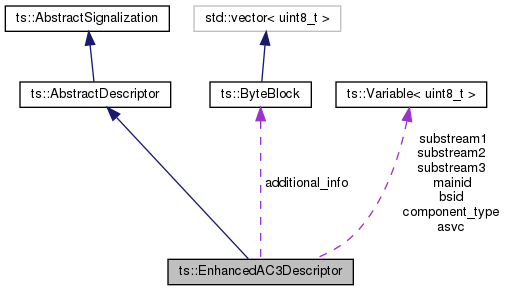 ts::AbstractSignalization
std::vector< uint8_t >
ts::AbstractDescriptor
ts::ByteBlock
ts::Variable< uint8_t >
additional_info
substream1
substream2
substream3
mainid
bsid
component_type
asvc
ts::EnhancedAC3Descriptor